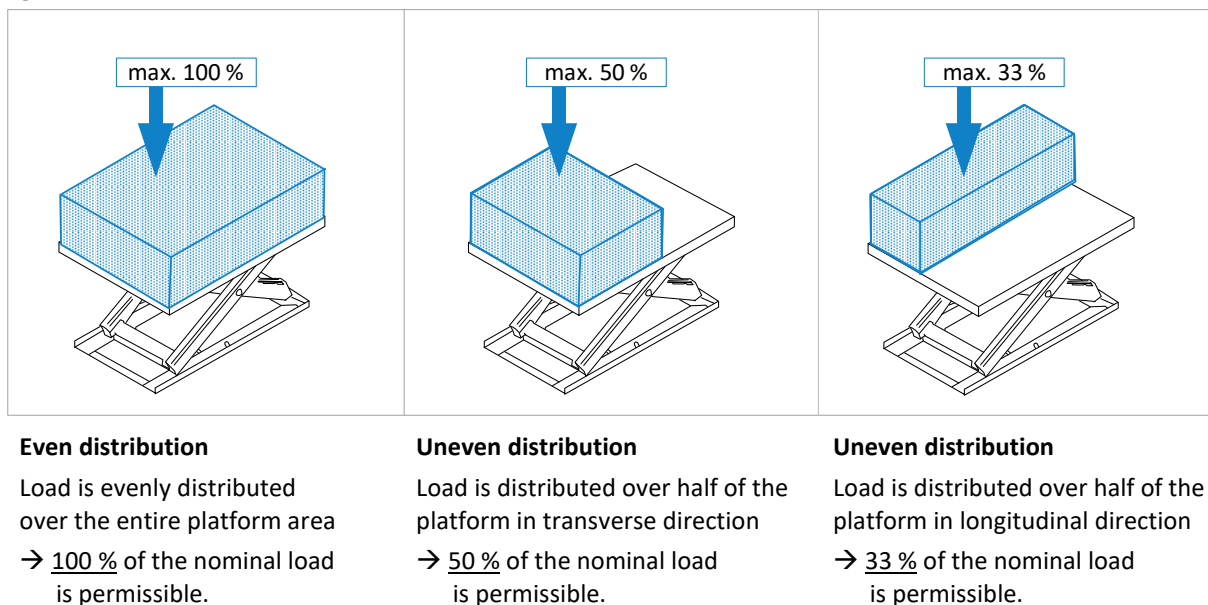 max. 100 %
max. 50 %
max. 33 %
Even distribution
Load is evenly distributed
over the entire platform area
→ 100 % of the nominal load
is permissible.
Uneven distribution
Load is distributed over half of the
platform in transverse direction
→ 50 % of the nominal load
is permissible.
Uneven distribution
Load is distributed over half of the
platform in longitudinal direction
→ 33 % of the nominal load
is permissible.